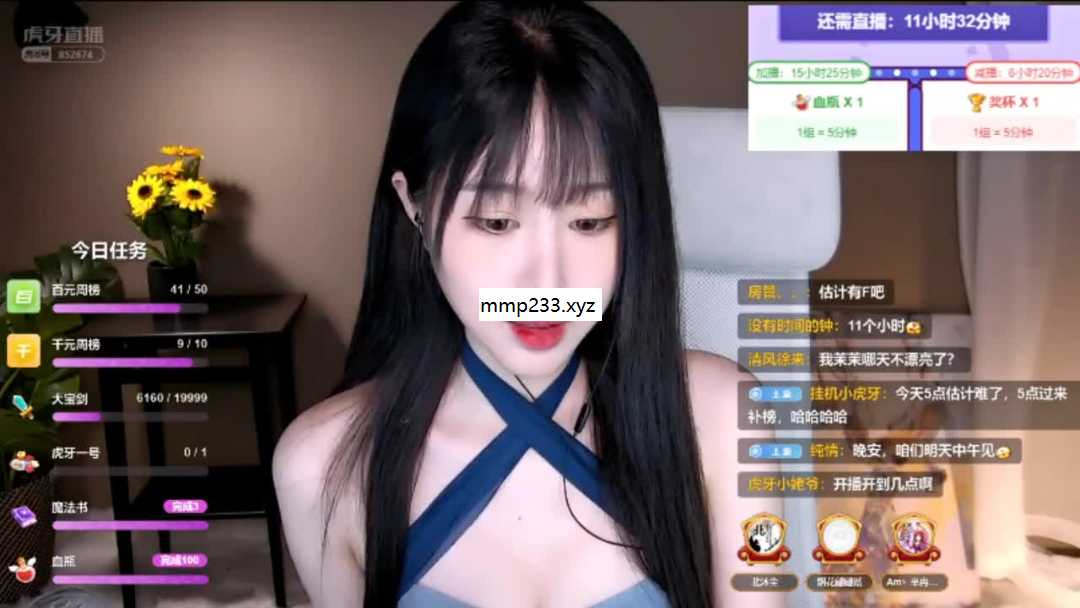 虎牙直播
852674
还需直播：11小时32分钟
加播：15小时25分钟
减播：6小时20分钟
血瓶 X 1
奖杯 X 1
1组 = 5分钟
1组 = 5分钟
今日任务
百元周榜 41 / 50
千元周榜 9 / 10
大宝剑 6160 / 19999
虎牙一号 0 / 1
魔法书 完成3
血瓶 完成100
mmp233.xyz
房管、.：估计有F吧
没有时间的钟：11个小时
清风徐来：我茉茉哪天不漂亮了？
上宾 挂机小虎牙：今天5点估计难了，5点过来
补榜，哈哈哈哈
上宾 纯情：晚安，咱们明天中午见
虎牙小姚爷：开播开到几点啊